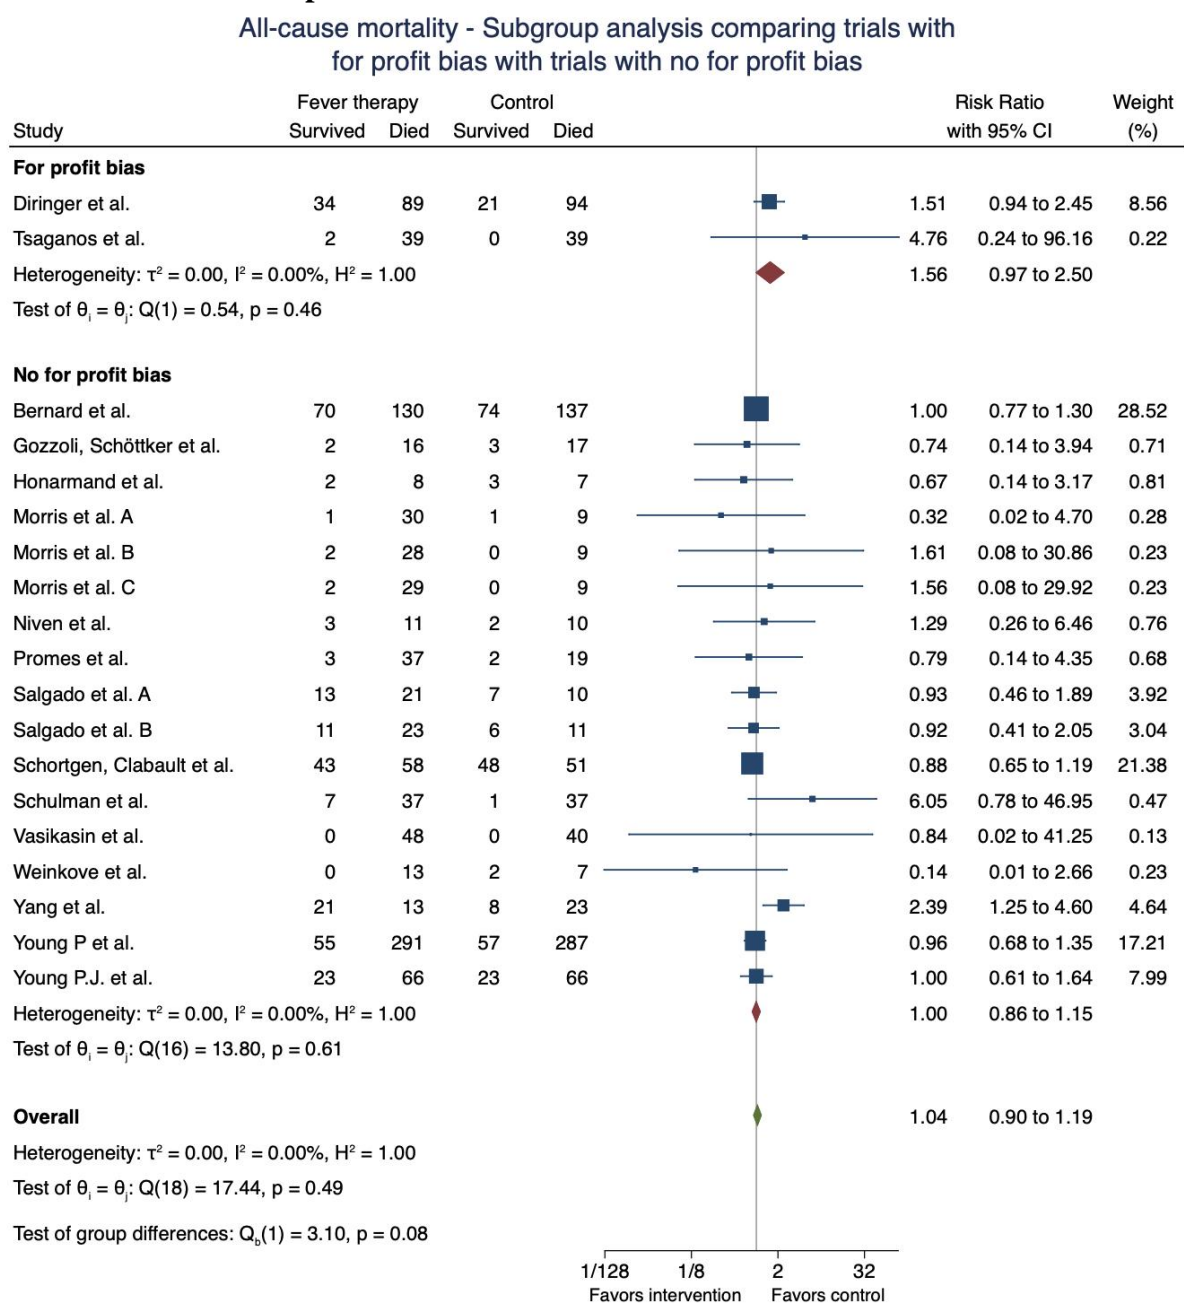 All-cause mortality - Subgroup analysis comparing trials with
for profit bias with trials with no for profit bias
Fever therapy Control Risk Ratio Weight
Study Survived Died Survived Died with 95% CI (%)
For profit bias
Diringer et al. 34 89 21 94 1.51 0.94 to 2.45 8.56
Tsaganos et al. 2 39 0 39 4.76 0.24 to 96.16 0.22
Heterogeneity: τ² = 0.00, I² = 0.00%, H² = 1.00 1.56 0.97 to 2.50
Test of θᵢ = θⱼ: Q(1) = 0.54, p = 0.46
No for profit bias
Bernard et al. 70 130 74 137 1.00 0.77 to 1.30 28.52
Gozzoli, Schöttker et al. 2 16 3 17 0.74 0.14 to 3.94 0.71
Honarmand et al. 2 8 3 7 0.67 0.14 to 3.17 0.81
Morris et al. A 1 30 1 9 0.32 0.02 to 4.70 0.28
Morris et al. B 2 28 0 9 1.61 0.08 to 30.86 0.23
Morris et al. C 2 29 0 9 1.56 0.08 to 29.92 0.23
Niven et al. 3 11 2 10 1.29 0.26 to 6.46 0.76
Promes et al. 3 37 2 19 0.79 0.14 to 4.35 0.68
Salgado et al. A 13 21 7 10 0.93 0.46 to 1.89 3.92
Salgado et al. B 11 23 6 11 0.92 0.41 to 2.05 3.04
Schortgen, Clabault et al. 43 58 48 51 0.88 0.65 to 1.19 21.38
Schulman et al. 7 37 1 37 6.05 0.78 to 46.95 0.47
Vasikasin et al. 0 48 0 40 0.84 0.02 to 41.25 0.13
Weinkove et al. 0 13 2 7 0.14 0.01 to 2.66 0.23
Yang et al. 21 13 8 23 2.39 1.25 to 4.60 4.64
Young P et al. 55 291 57 287 0.96 0.68 to 1.35 17.21
Young P.J. et al. 23 66 23 66 1.00 0.61 to 1.64 7.99
Heterogeneity: τ² = 0.00, I² = 0.00%, H² = 1.00 1.00 0.86 to 1.15
Test of θᵢ = θⱼ: Q(16) = 13.80, p = 0.61
Overall 1.04 0.90 to 1.19
Heterogeneity: τ² = 0.00, I² = 0.00%, H² = 1.00
Test of θᵢ = θⱼ: Q(18) = 17.44, p = 0.49
Test of group differences: Q_b(1) = 3.10, p = 0.08
1/128 1/8 2 32
Favors intervention Favors control